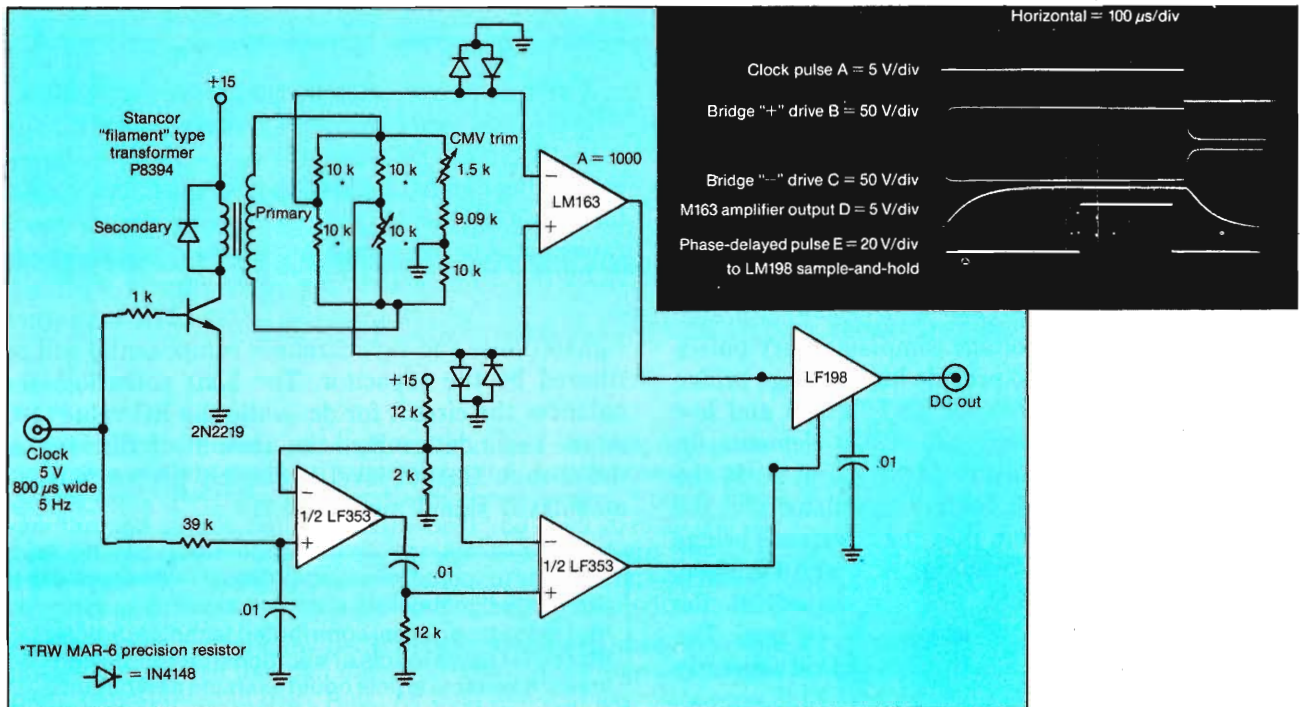 +15
Stancor
"filament" type
transformer
P8394
Secondary
Primary
1 k
2N2219
Clock
5 V
800 µs wide
5 Hz
39 k
.01
10 k
*
10 k
*
10 k
*
10 k
*
CMV trim
1.5 k
9.09 k
10 k
A = 1000
−
LM163
+
+15
12 k
2 k
−
1/2 LF353
+
.01
12 k
−
1/2 LF353
+
LF198
.01
DC out
*TRW MAR-6 precision resistor
= IN4148
Horizontal = 100 µs/div
Clock pulse A = 5 V/div
Bridge "+" drive B = 50 V/div
Bridge "–" drive C = 50 V/div
M163 amplifier output D = 5 V/div
Phase-delayed pulse E = 20 V/div
to LM198 sample-and-hold